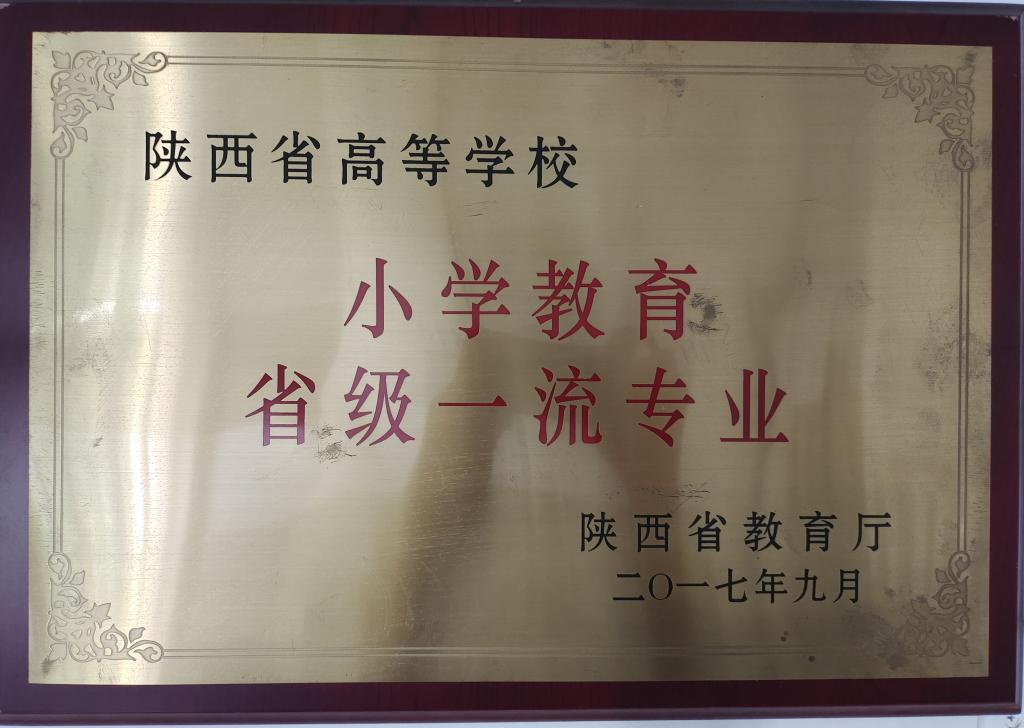 陕西省高等学校
小学教育
省级一流专业
陕西省教育厅
二〇一七年九月